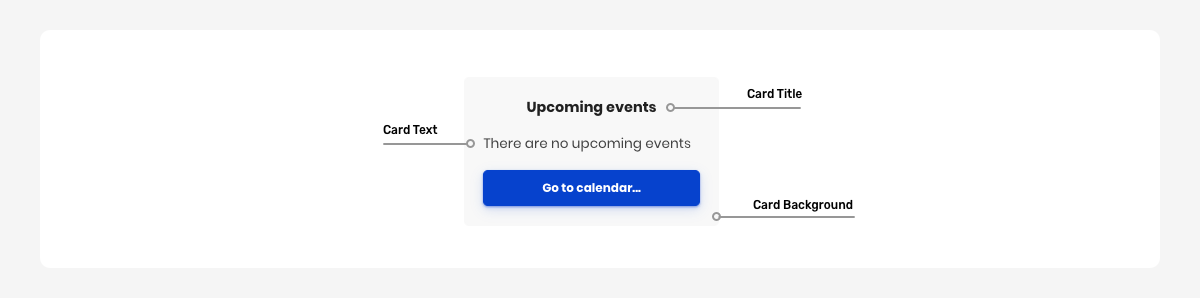 Card Title
Upcoming events
Card Text
There are no upcoming events
Go to calendar...
Card Background